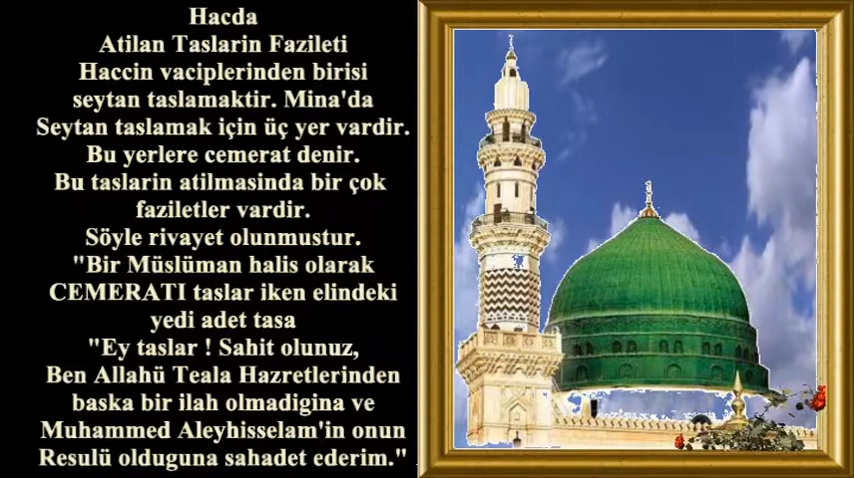 Hacda
Atilan Taslarin Fazileti
Haccin vaciplerinden birisi
seytan taslamaktir. Mina'da
Seytan taslamak için üç yer vardir.
Bu yerlere cemerat denir.
Bu taslarin atilmasinda bir çok
faziletler vardir.
Söyle rivayet olunmustur.
"Bir Müslüman halis olarak
CEMERATI taslar iken elindeki
yedi adet tasa
"Ey taslar ! Sahit olunuz,
Ben Allahü Teala Hazretlerinden
baska bir ilah olmadigina ve
Muhammed Aleyhisselam'in onun
Resulü olduguna sahadet ederim."